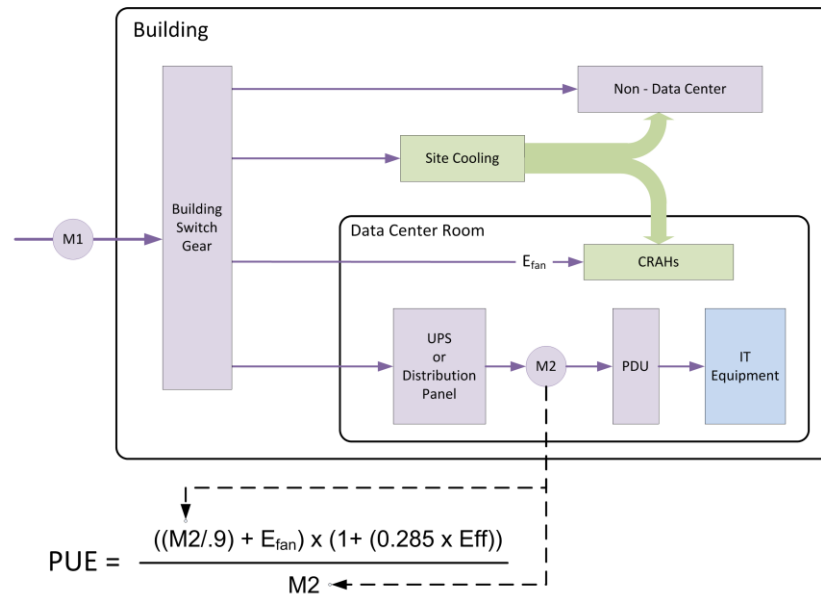 Building
Non - Data Center
Site Cooling
Building
Switch
Gear
M1
Data Center Room
E_fan
CRAHs
UPS
or
Distribution
Panel
M2
PDU
IT
Equipment
PUE = ((M2/.9) + E_fan) x (1+ (0.285 x Eff))
M2